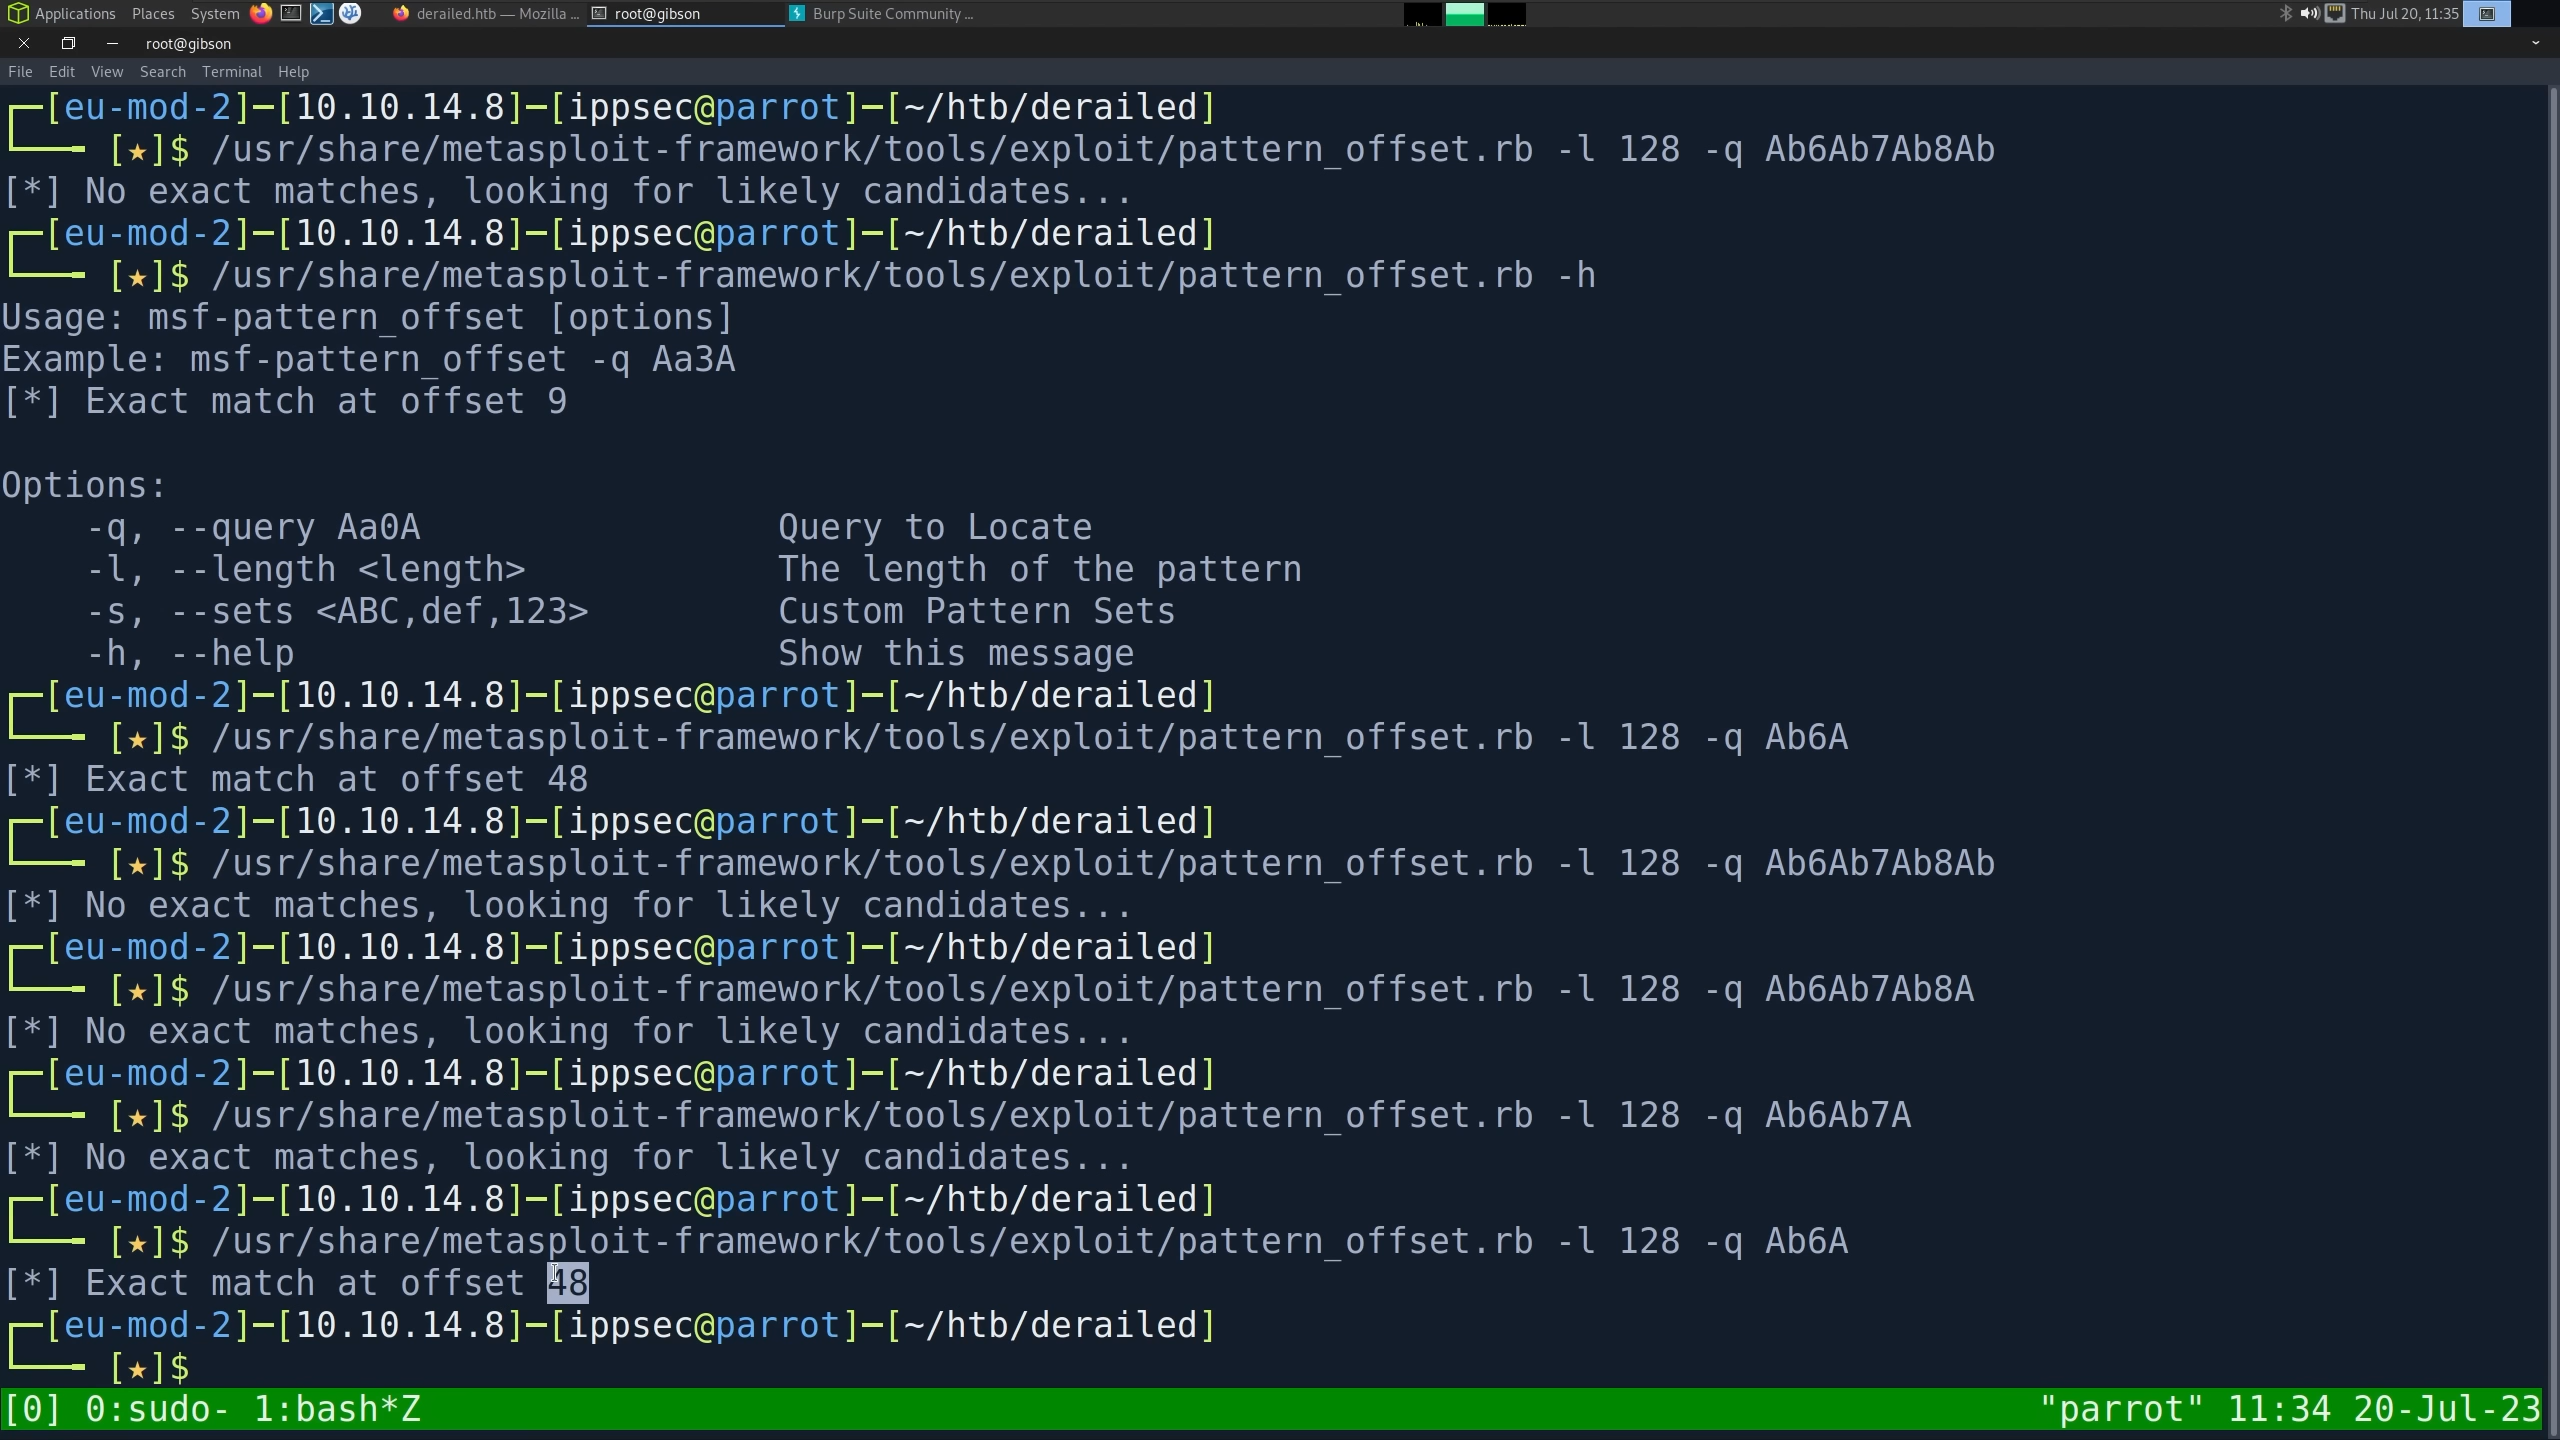 Applications Places System derailed.htb — Mozilla ... root@gibson Burp Suite Community ... Thu Jul 20, 11:35
root@gibson
File Edit View Search Terminal Help
┌─[eu-mod-2]─[10.10.14.8]─[ippsec@parrot]─[~/htb/derailed]
└──╼ [★]$ /usr/share/metasploit-framework/tools/exploit/pattern_offset.rb -l 128 -q Ab6Ab7Ab8Ab
[*] No exact matches, looking for likely candidates...
┌─[eu-mod-2]─[10.10.14.8]─[ippsec@parrot]─[~/htb/derailed]
└──╼ [★]$ /usr/share/metasploit-framework/tools/exploit/pattern_offset.rb -h
Usage: msf-pattern_offset [options]
Example: msf-pattern_offset -q Aa3A
[*] Exact match at offset 9
Options:
-q, --query Aa0A Query to Locate
-l, --length <length> The length of the pattern
-s, --sets <ABC,def,123> Custom Pattern Sets
-h, --help Show this message
┌─[eu-mod-2]─[10.10.14.8]─[ippsec@parrot]─[~/htb/derailed]
└──╼ [★]$ /usr/share/metasploit-framework/tools/exploit/pattern_offset.rb -l 128 -q Ab6A
[*] Exact match at offset 48
┌─[eu-mod-2]─[10.10.14.8]─[ippsec@parrot]─[~/htb/derailed]
└──╼ [★]$ /usr/share/metasploit-framework/tools/exploit/pattern_offset.rb -l 128 -q Ab6Ab7Ab8Ab
[*] No exact matches, looking for likely candidates...
┌─[eu-mod-2]─[10.10.14.8]─[ippsec@parrot]─[~/htb/derailed]
└──╼ [★]$ /usr/share/metasploit-framework/tools/exploit/pattern_offset.rb -l 128 -q Ab6Ab7Ab8A
[*] No exact matches, looking for likely candidates...
┌─[eu-mod-2]─[10.10.14.8]─[ippsec@parrot]─[~/htb/derailed]
└──╼ [★]$ /usr/share/metasploit-framework/tools/exploit/pattern_offset.rb -l 128 -q Ab6Ab7A
[*] No exact matches, looking for likely candidates...
┌─[eu-mod-2]─[10.10.14.8]─[ippsec@parrot]─[~/htb/derailed]
└──╼ [★]$ /usr/share/metasploit-framework/tools/exploit/pattern_offset.rb -l 128 -q Ab6A
[*] Exact match at offset 48
┌─[eu-mod-2]─[10.10.14.8]─[ippsec@parrot]─[~/htb/derailed]
└──╼ [★]$
[0] 0:sudo- 1:bash*Z "parrot" 11:34 20-Jul-23